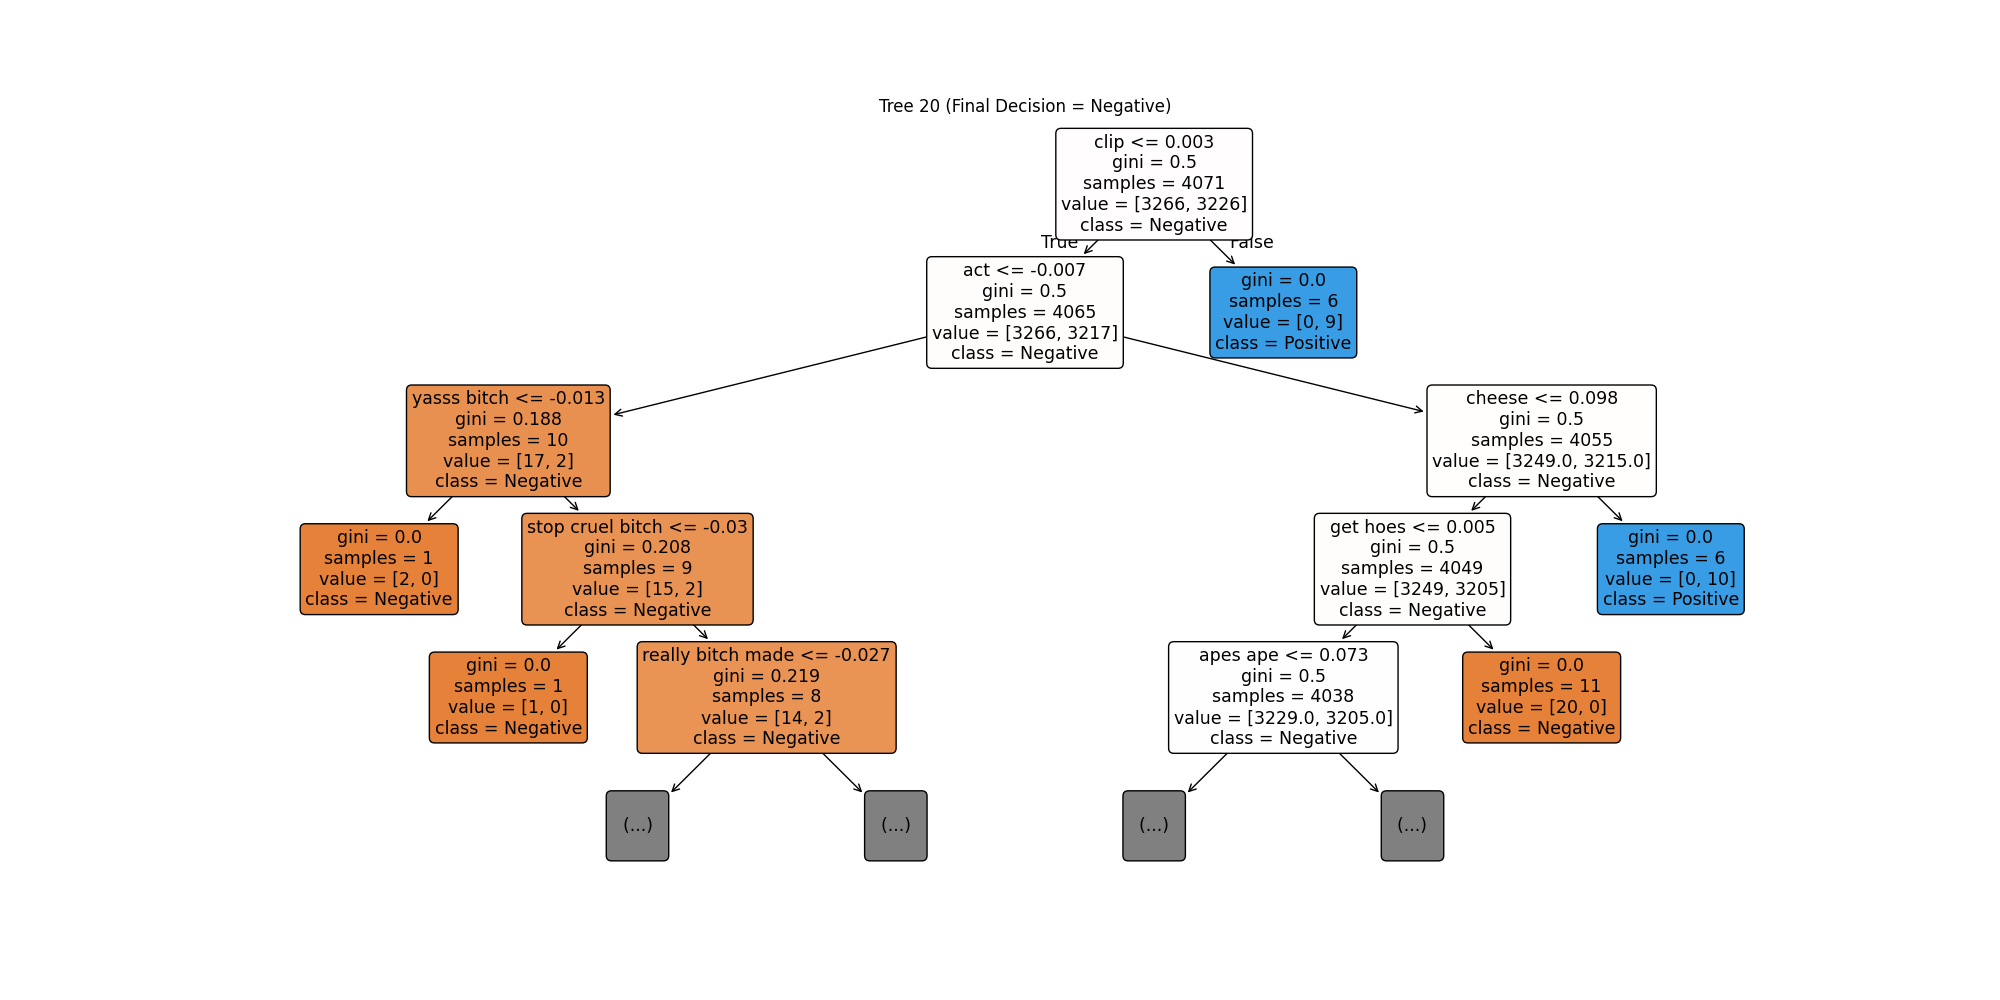 Tree 20 (Final Decision = Negative)
clip <= 0.003
gini = 0.5
samples = 4071
value = [3266, 3226]
class = Negative
True
False
act <= -0.007
gini = 0.5
samples = 4065
value = [3266, 3217]
class = Negative
gini = 0.0
samples = 6
value = [0, 9]
class = Positive
yasss bitch <= -0.013
gini = 0.188
samples = 10
value = [17, 2]
class = Negative
cheese <= 0.098
gini = 0.5
samples = 4055
value = [3249.0, 3215.0]
class = Negative
gini = 0.0
samples = 1
value = [2, 0]
class = Negative
stop cruel bitch <= -0.03
gini = 0.208
samples = 9
value = [15, 2]
class = Negative
get hoes <= 0.005
gini = 0.5
samples = 4049
value = [3249, 3205]
class = Negative
gini = 0.0
samples = 6
value = [0, 10]
class = Positive
gini = 0.0
samples = 1
value = [1, 0]
class = Negative
really bitch made <= -0.027
gini = 0.219
samples = 8
value = [14, 2]
class = Negative
apes ape <= 0.073
gini = 0.5
samples = 4038
value = [3229.0, 3205.0]
class = Negative
gini = 0.0
samples = 11
value = [20, 0]
class = Negative
(...)
(...)
(...)
(...)